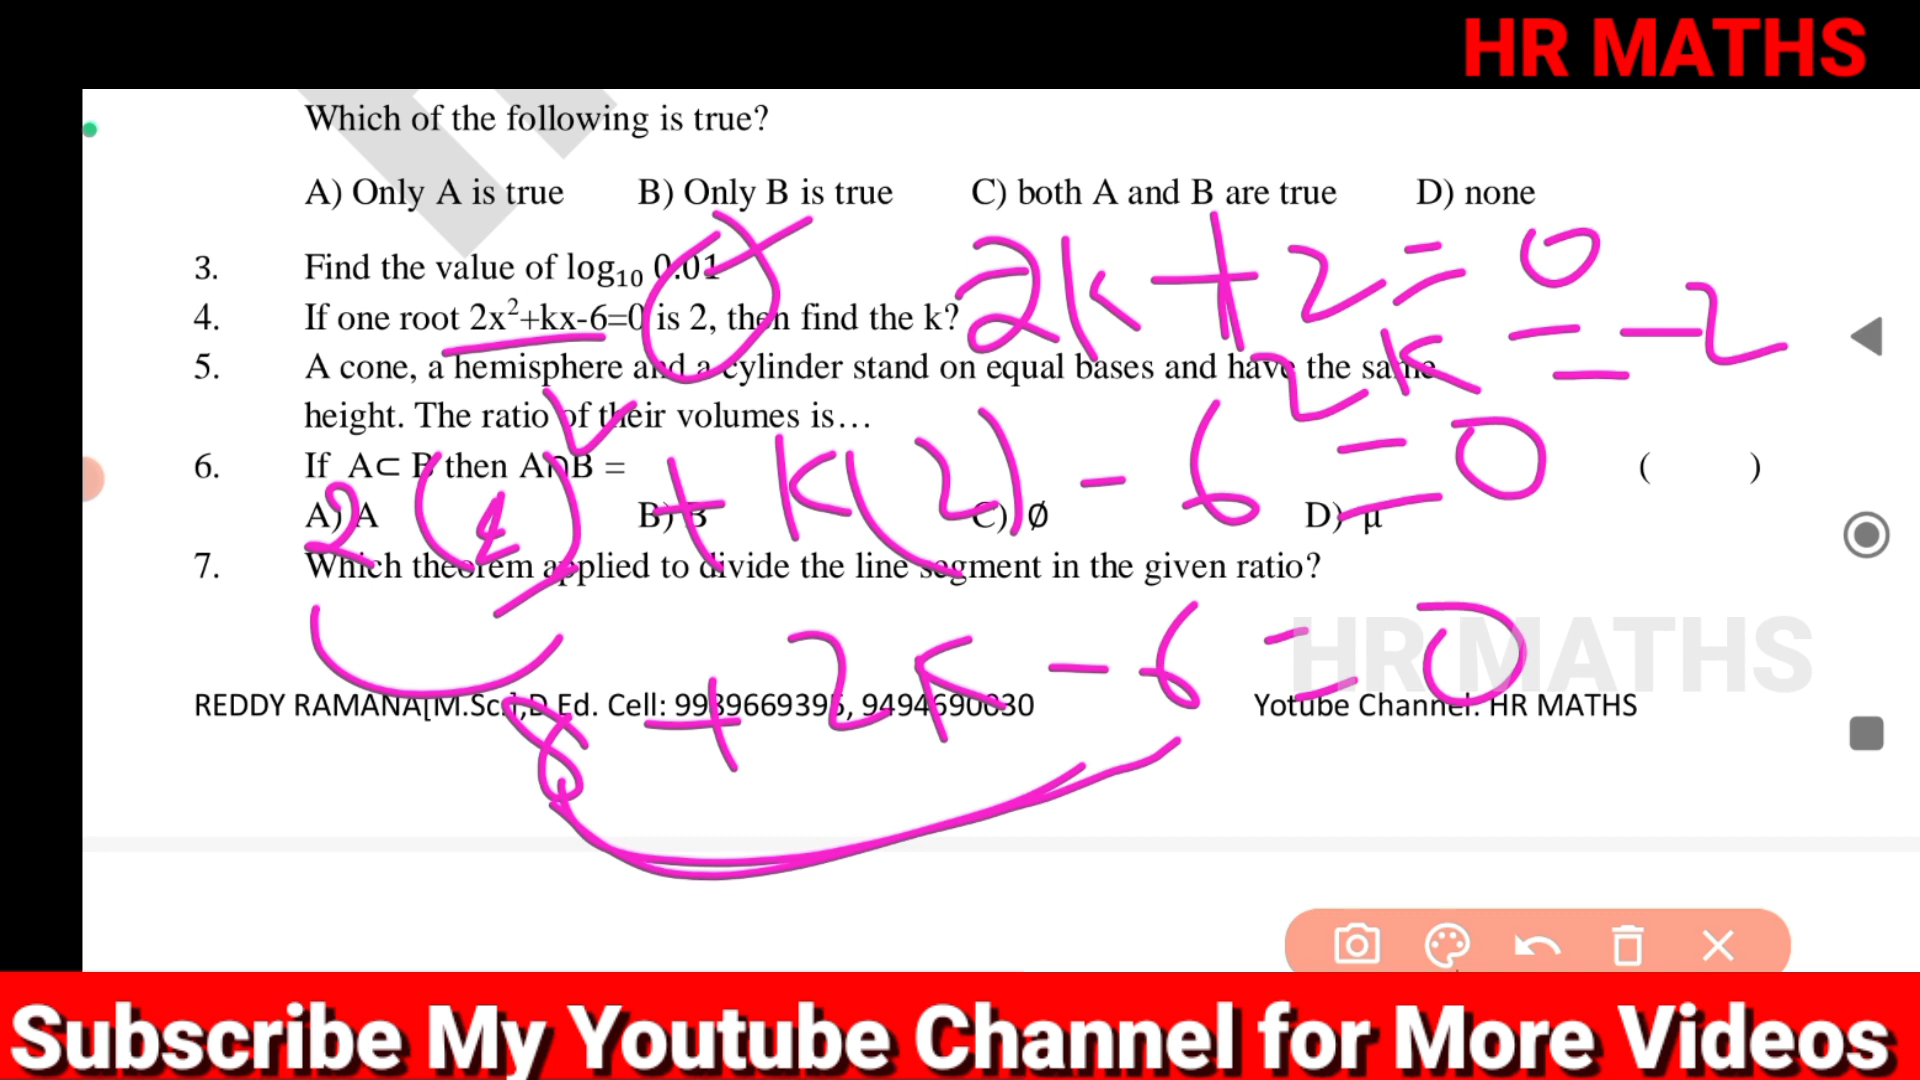 HR MATHS
Which of the following is true?
A) Only A is true B) Only B is true C) both A and B are true D) none
3. Find the value of log₁₀ 0.01
4. If one root 2x²+kx-6=0 is 2, then find the k?
5. A cone, a hemisphere and a cylinder stand on equal bases and have the same
height. The ratio of their volumes is…
6. If A⊂ B then A∩B = ( )
A) A B) B C) Ø D) μ
7. Which theorem applied to divide the line segment in the given ratio?
2k+2=0
2k=-2
+k(2)-6=0
8+2k-6=0
HR MATHS
REDDY RAMANA[M.Sc.],B.Ed. Cell: 9989669395, Yotube Channel: HR MATHS
Subscribe My Youtube Channel for More Videos